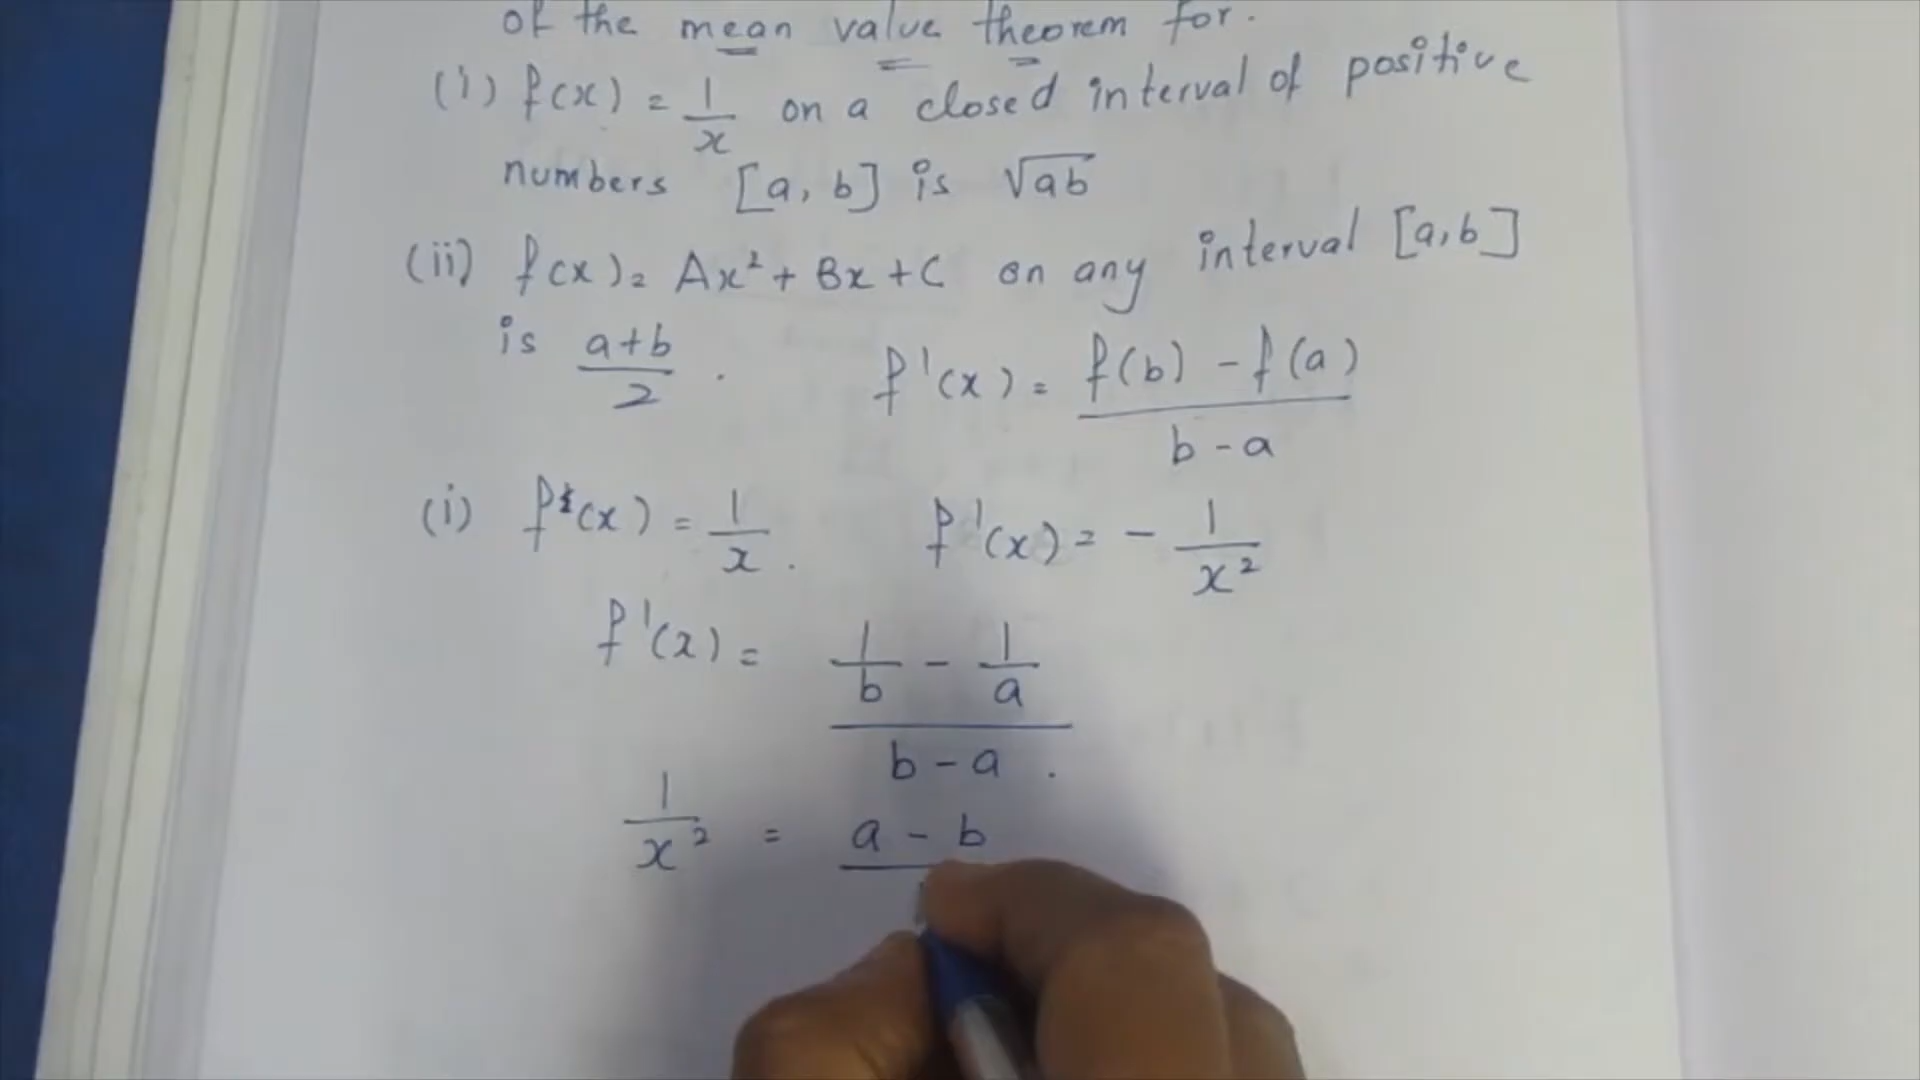 of the mean value theorem for.
(i) f(x) = 1/x on a closed interval of positive
numbers [a, b] is √ab
(ii) f(x) = Ax² + Bx + C on any interval [a,b]
is a+b/2 .
f'(x) = f(b) - f(a)/b - a
(i) f(x) = 1/x . f'(x) = - 1/x²
f'(x) = 1/b - 1/a
b - a .
1/x² = a - b